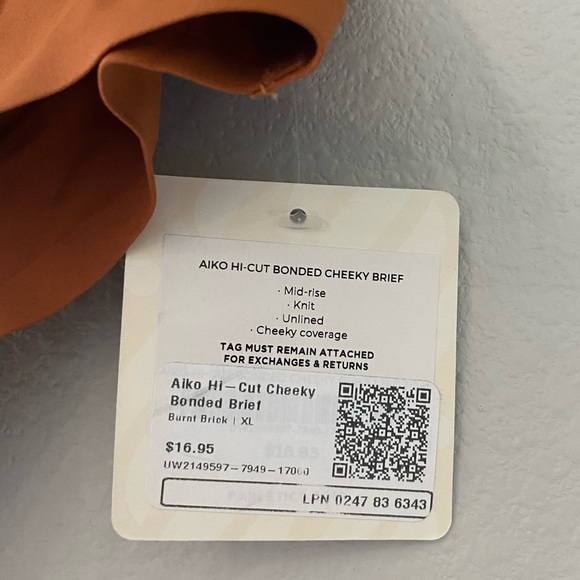 AIKO HI-CUT BONDED CHEEKY BRIEF
· Mid-rise
· Knit
· Unlined
· Cheeky coverage
TAG MUST REMAIN ATTACHED
FOR EXCHANGES & RETURNS
Aiko Hi-Cut Cheeky
Bonded Brief
Burnt Brick | XL
$16.95
UW2149597-7949-17060
LPN 0247 83 6343